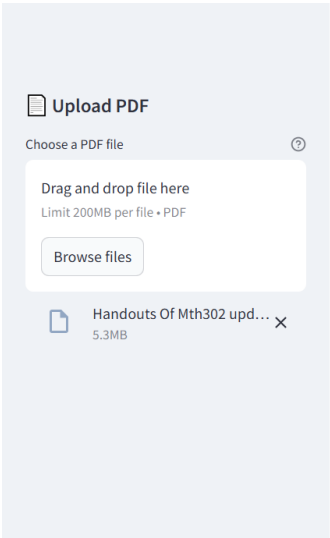 Upload PDF
Choose a PDF file
Drag and drop file here
Limit 200MB per file • PDF
Browse files
Handouts Of Mth302 upd...
5.3MB